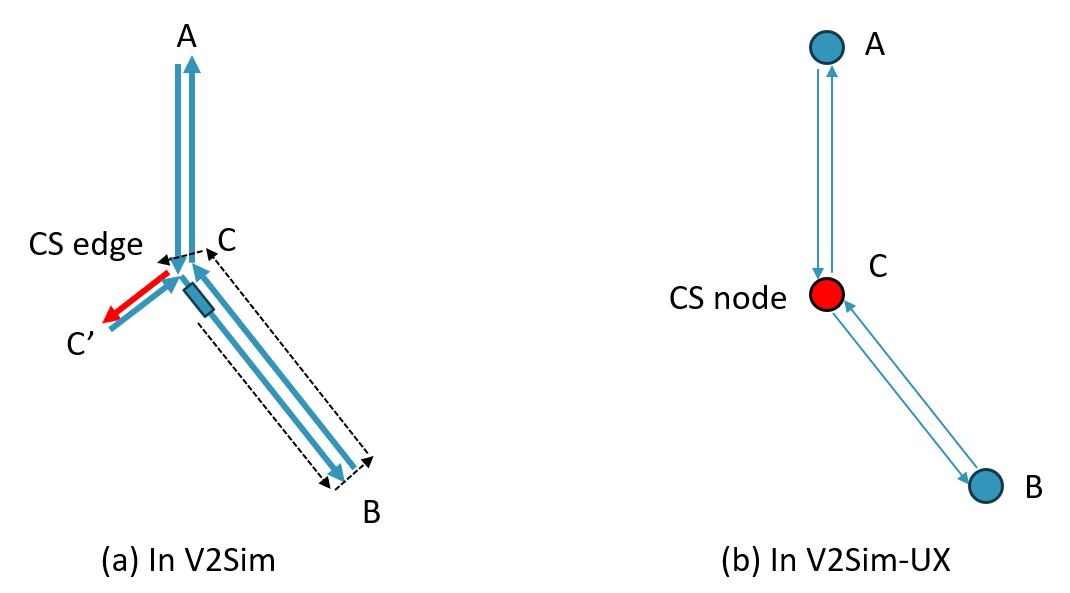 A
CS edge
C
C’
B
(a) In V2Sim
A
C
CS node
B
(b) In V2Sim-UX